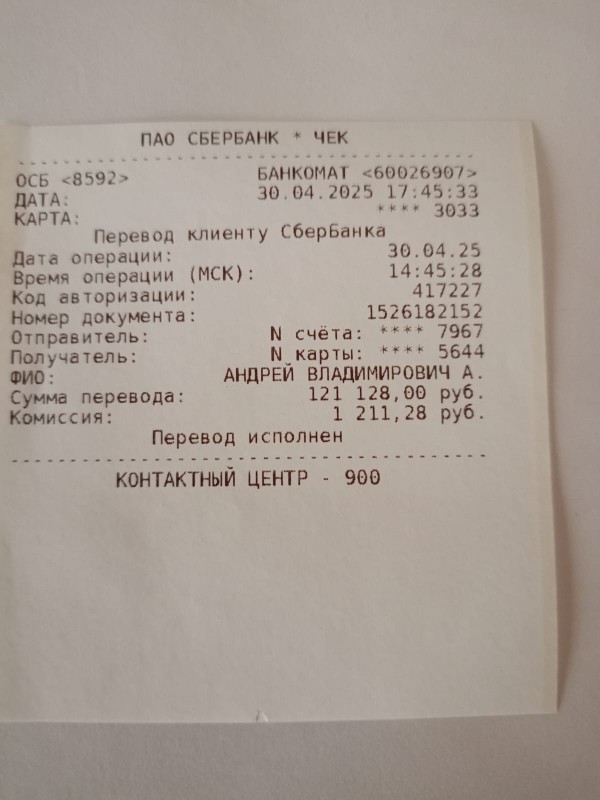 ПАО СБЕРБАНК * ЧЕК
ОСБ <8592> БАНКОМАТ <60026907>
ДАТА: 30.04.2025 17:45:33
КАРТА: **** 3033
Перевод клиенту СберБанка
Дата операции: 30.04.25
Время операции (МСК): 14:45:28
Код авторизации: 417227
Номер документа: 1526182152
Отправитель: N счёта: **** 7967
Получатель: N карты: **** 5644
ФИО: АНДРЕЙ ВЛАДИМИРОВИЧ А.
Сумма перевода: 121 128,00 руб.
Комиссия: 1 211,28 руб.
Перевод исполнен
КОНТАКТНЫЙ ЦЕНТР - 900